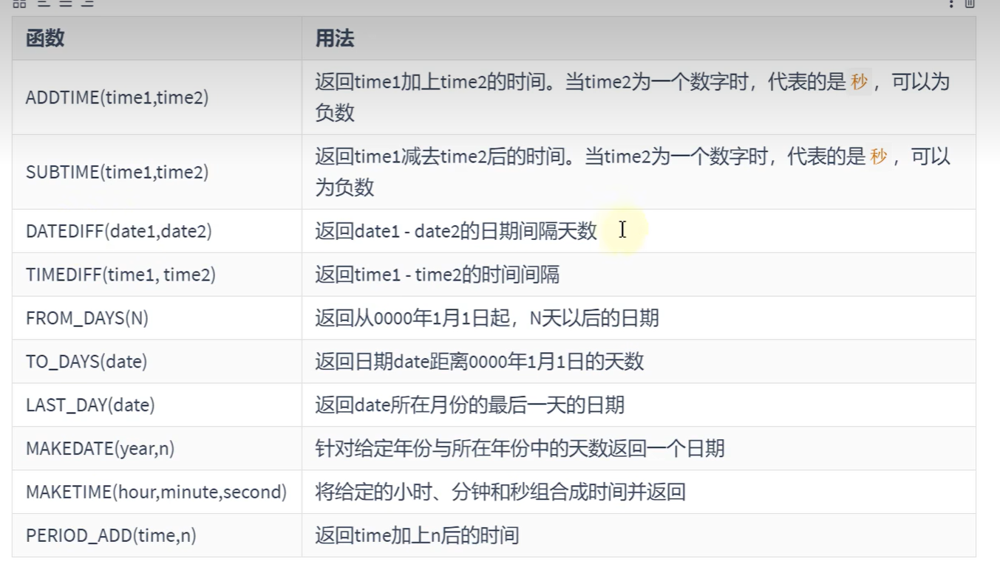 函数 用法
ADDTIME(time1,time2) 返回time1加上time2的时间。当time2为一个数字时，代表的是 秒 ，可以为
负数
SUBTIME(time1,time2) 返回time1减去time2后的时间。当time2为一个数字时，代表的是 秒 ，可以
为负数
DATEDIFF(date1,date2) 返回date1 - date2的日期间隔天数
TIMEDIFF(time1, time2) 返回time1 - time2的时间间隔
FROM_DAYS(N) 返回从0000年1月1日起，N天以后的日期
TO_DAYS(date) 返回日期date距离0000年1月1日的天数
LAST_DAY(date) 返回date所在月份的最后一天的日期
MAKEDATE(year,n) 针对给定年份与所在年份中的天数返回一个日期
MAKETIME(hour,minute,second) 将给定的小时、分钟和秒组合成时间并返回
PERIOD_ADD(time,n) 返回time加上n后的时间